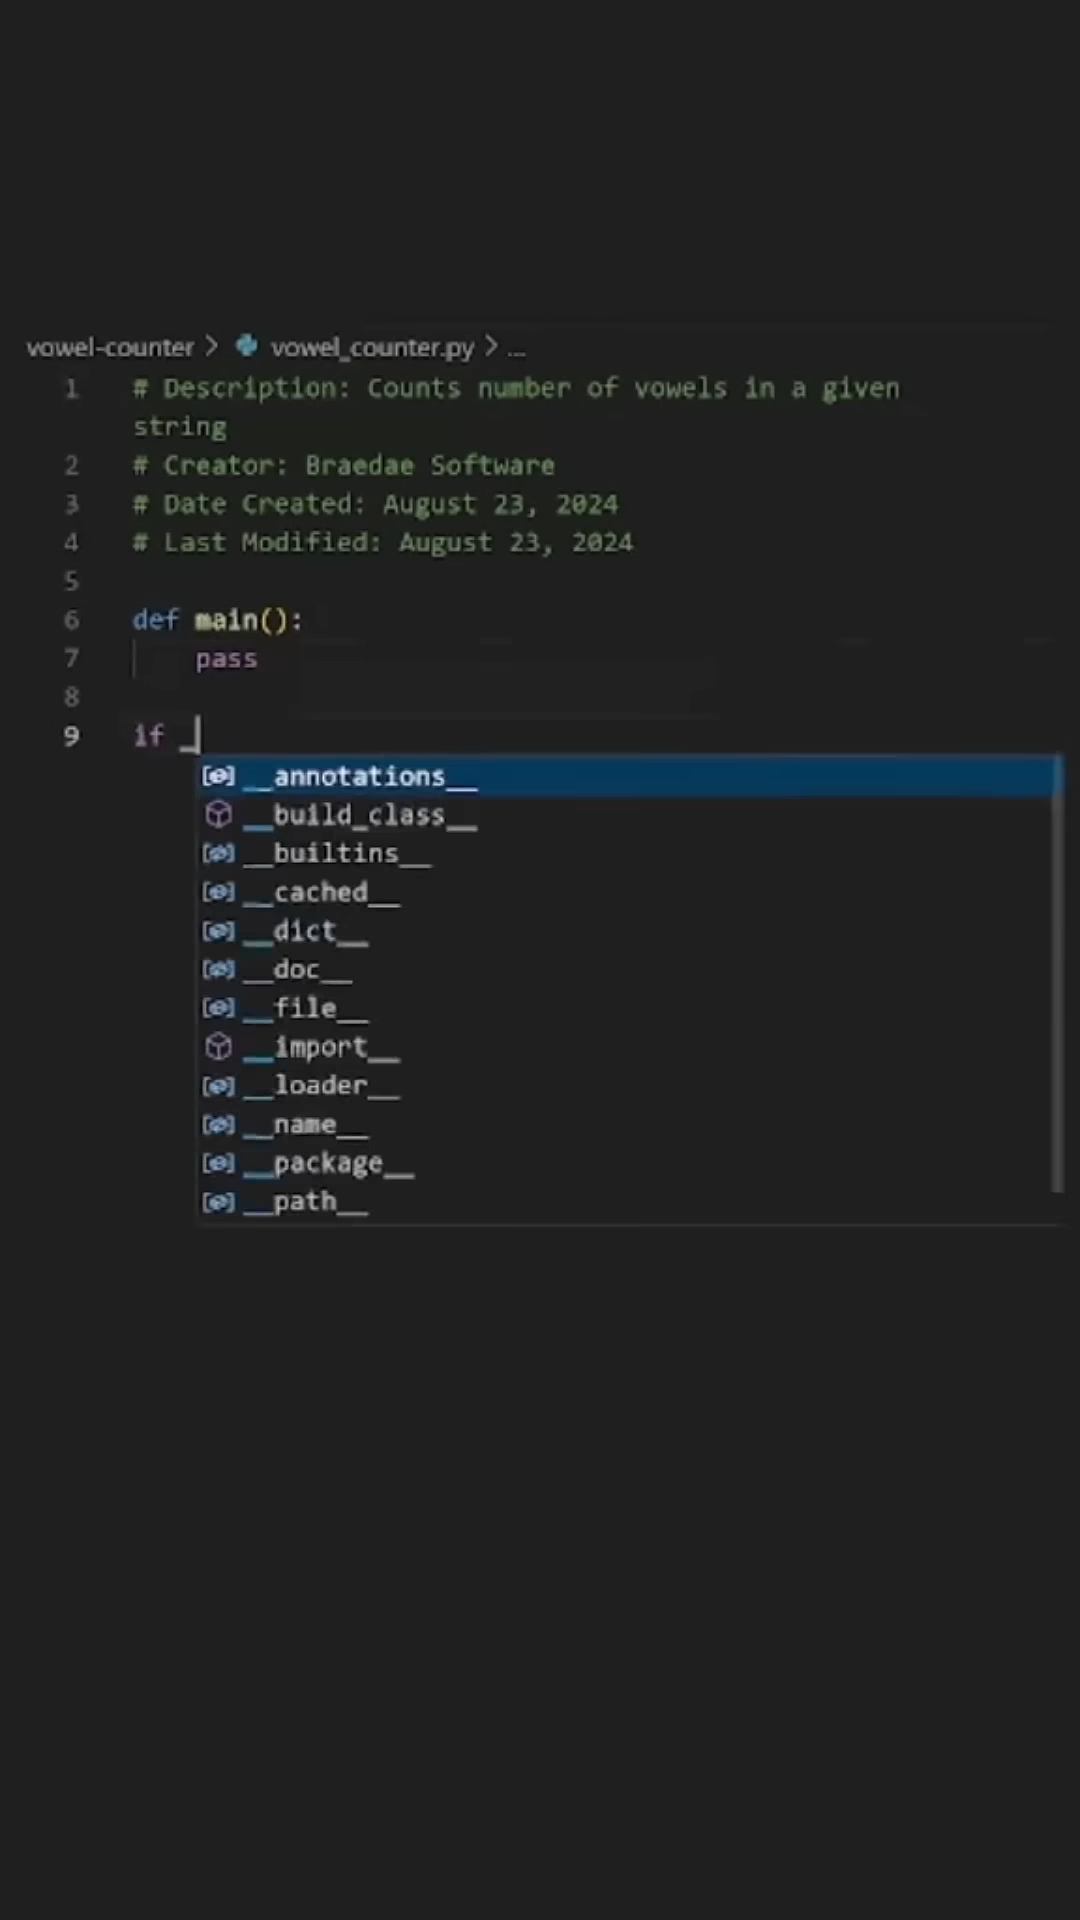 vowel-counter > vowel_counter.py > ...
1 # Description: Counts number of vowels in a given
string
2 # Creator: Braedae Software
3 # Date Created: August 23, 2024
4 # Last Modified: August 23, 2024
5
6 def main():
7 pass
8
9 if _
__annotations__
__build_class__
__builtins__
__cached__
__dict__
__doc__
__file__
__import__
__loader__
__name__
__package__
__path__